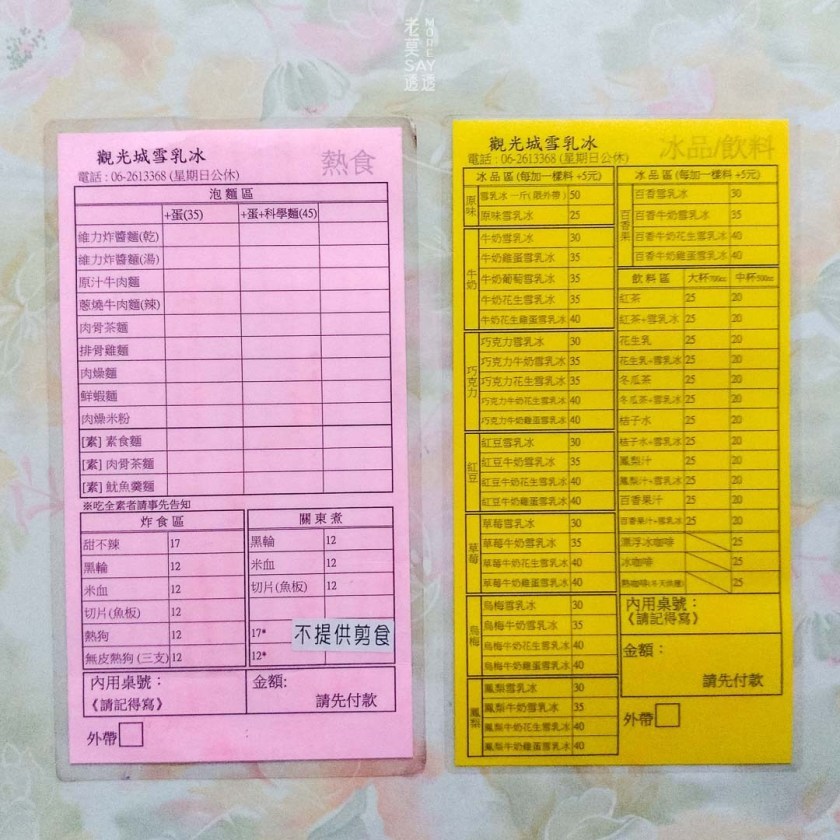 老莫SAY透透
MORE
觀光城雪乳冰
熱食
電話 : 06-2613368 (星期日公休)
泡麵區
+蛋(35) +蛋+科學麵(45)
維力炸醬麵(乾)
維力炸醬麵(湯)
原汁牛肉麵
蔥燒牛肉麵(辣)
肉骨茶麵
排骨雞麵
肉燥麵
鮮蝦麵
肉燥米粉
[素] 素食麵
[素] 肉骨茶麵
[素] 魷魚羹麵
※吃全素者請事先告知
炸食區
甜不辣 17
黑輪 12
米血 12
切片(魚板) 12
熱狗 12
無皮熱狗 (三支) 12
關東煮
黑輪 12
米血 12
切片(魚板) 12
17*
12*
不提供剪食
內用桌號：
《請記得寫》
金額:
請先付款
外帶
觀光城雪乳冰
冰品/飲料
電話 : 06-2613368 (星期日公休)
冰品區 (每加一樣料 +5元)
原味
雪乳冰 一斤(限外帶) 50
原味雪乳冰 25
牛奶
牛奶雪乳冰 30
牛奶雞蛋雪乳冰 35
牛奶葡萄雪乳冰 35
牛奶花生雪乳冰 35
牛奶花生雞蛋雪乳冰 40
巧克力
巧克力雪乳冰 30
巧克力牛奶雪乳冰 35
巧克力花生雪乳冰 35
巧克力牛奶花生雪乳冰 40
巧克力牛奶雞蛋雪乳冰 40
紅豆
紅豆雪乳冰 30
紅豆牛奶雪乳冰 35
紅豆牛奶花生雪乳冰 40
紅豆牛奶雞蛋雪乳冰 40
草莓
草莓雪乳冰 30
草莓牛奶雪乳冰 35
草莓牛奶花生雪乳冰 40
草莓牛奶雞蛋雪乳冰 40
烏梅
烏梅雪乳冰 30
烏梅牛奶雪乳冰 35
烏梅牛奶花生雪乳冰 40
烏梅牛奶雞蛋雪乳冰 40
鳳梨
鳳梨雪乳冰 30
鳳梨牛奶雪乳冰 35
鳳梨牛奶花生雪乳冰 40
鳳梨牛奶雞蛋雪乳冰 40
冰品區 (每加一樣料 +5元)
百香果
百香雪乳冰 30
百香牛奶雪乳冰 35
百香牛奶花生雪乳冰 40
百香牛奶雞蛋雪乳冰 40
飲料區 大杯700cc 中杯500cc
紅茶 25 20
紅茶+雪乳冰 25 20
花生乳 25 20
花生乳+雪乳冰 25 20
冬瓜茶 25 20
冬瓜茶+雪乳冰 25 20
桔子水 25 20
桔子水+雪乳冰 25 20
鳳梨汁 25 20
鳳梨汁+雪乳冰 25 20
百香果汁 25 20
百香果汁+雪乳冰 25 20
漂浮冰咖啡 25
冰咖啡 25
熱咖啡(冬天供應) 25
內用桌號：
《請記得寫》
金額：
請先付款
外帶